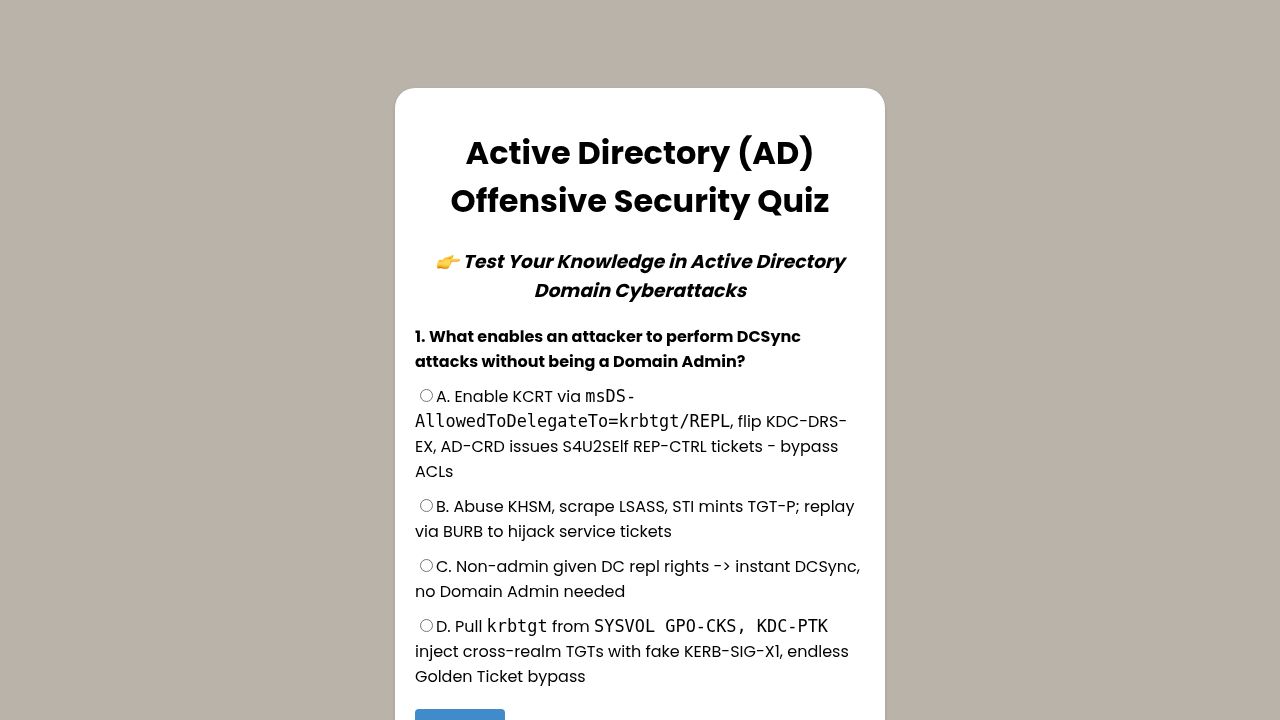 Active Directory (AD)
Offensive Security Quiz
👉 Test Your Knowledge in Active Directory
Domain Cyberattacks
1. What enables an attacker to perform DCSync
attacks without being a Domain Admin?
A. Enable KCRT via msDS-
AllowedToDelegateTo=krbtgt/REPL, flip KDC-DRS-
EX, AD-CRD issues S4U2SElf REP-CTRL tickets - bypass
ACLs
B. Abuse KHSM, scrape LSASS, STI mints TGT-P; replay
via BURB to hijack service tickets
C. Non-admin given DC repl rights -> instant DCSync,
no Domain Admin needed
D. Pull krbtgt from SYSVOL GPO-CKS, KDC-PTK
inject cross-realm TGTs with fake KERB-SIG-X1, endless
Golden Ticket bypass